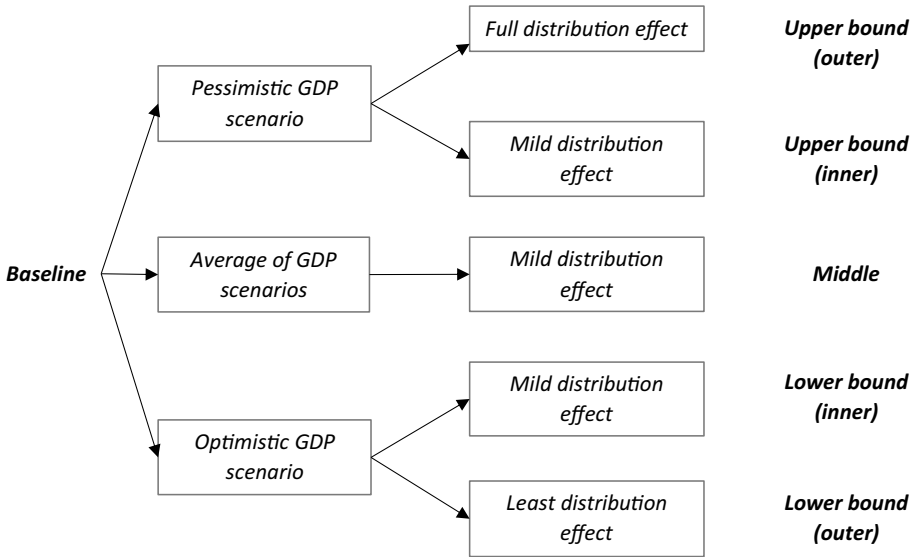 Full distribution effect
Upper bound
(outer)
Pessimistic GDP
scenario
Mild distribution
effect
Upper bound
(inner)
Baseline
Average of GDP
scenarios
Mild distribution
effect
Middle
Mild distribution
effect
Lower bound
(inner)
Optimistic GDP
scenario
Least distribution
effect
Lower bound
(outer)